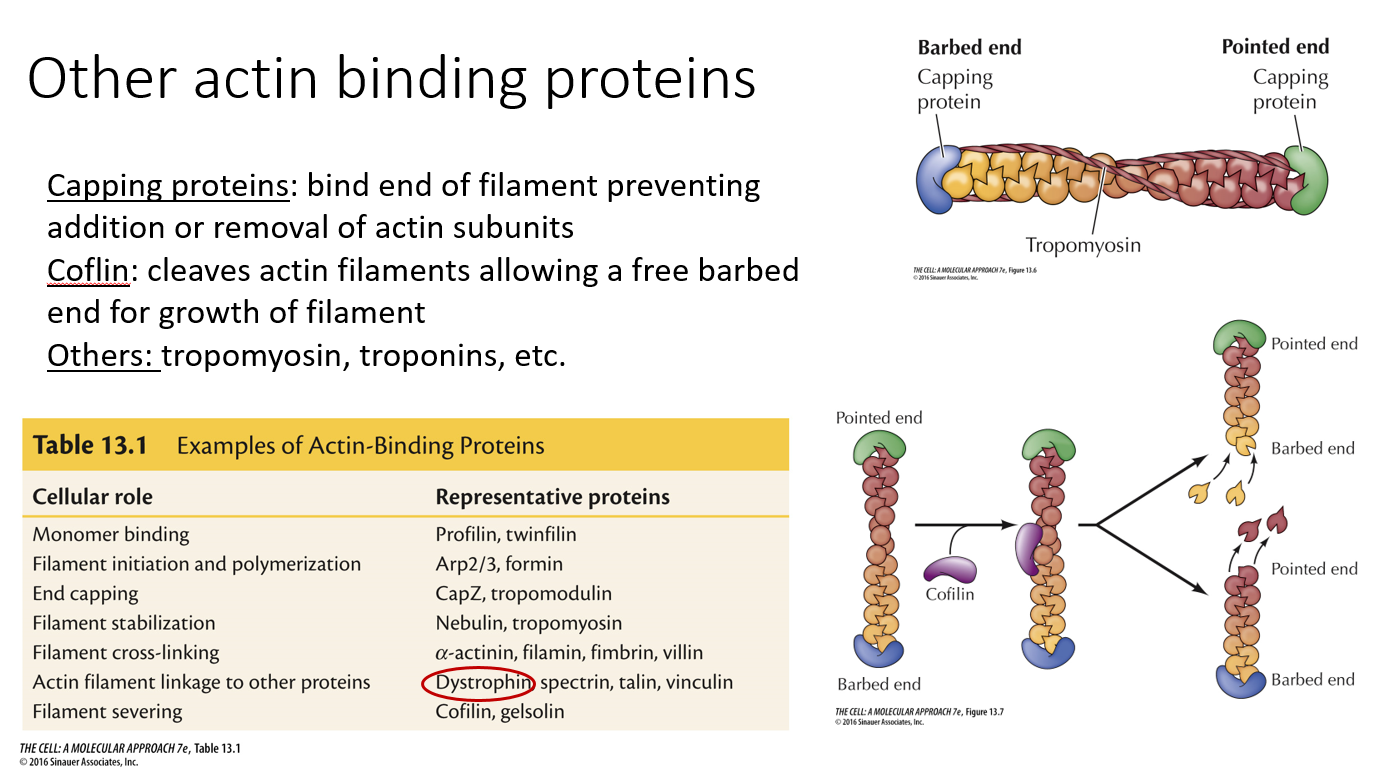 Other actin binding proteins
Capping proteins: bind end of filament preventing
addition or removal of actin subunits
Coflin: cleaves actin filaments allowing a free barbed
end for growth of filament
Others: tropomyosin, troponins, etc.
Table 13.1 Examples of Actin-Binding Proteins
Cellular role Representative proteins
Monomer binding Profilin, twinfilin
Filament initiation and polymerization Arp2/3, formin
End capping CapZ, tropomodulin
Filament stabilization Nebulin, tropomyosin
Filament cross-linking α-actinin, filamin, fimbrin, villin
Actin filament linkage to other proteins Dystrophin, spectrin, talin, vinculin
Filament severing Cofilin, gelsolin
THE CELL: A MOLECULAR APPROACH 7e, Table 13.1
© 2016 Sinauer Associates, Inc.
Barbed end Pointed end
Capping Capping
protein protein
Tropomyosin
THE CELL: A MOLECULAR APPROACH 7e, Figure 13.6
© 2016 Sinauer Associates, Inc.
Pointed end
Barbed end
Pointed end
Cofilin
Pointed end
Barbed end
Barbed end
THE CELL: A MOLECULAR APPROACH 7e, Figure 13.7
© 2016 Sinauer Associates, Inc.